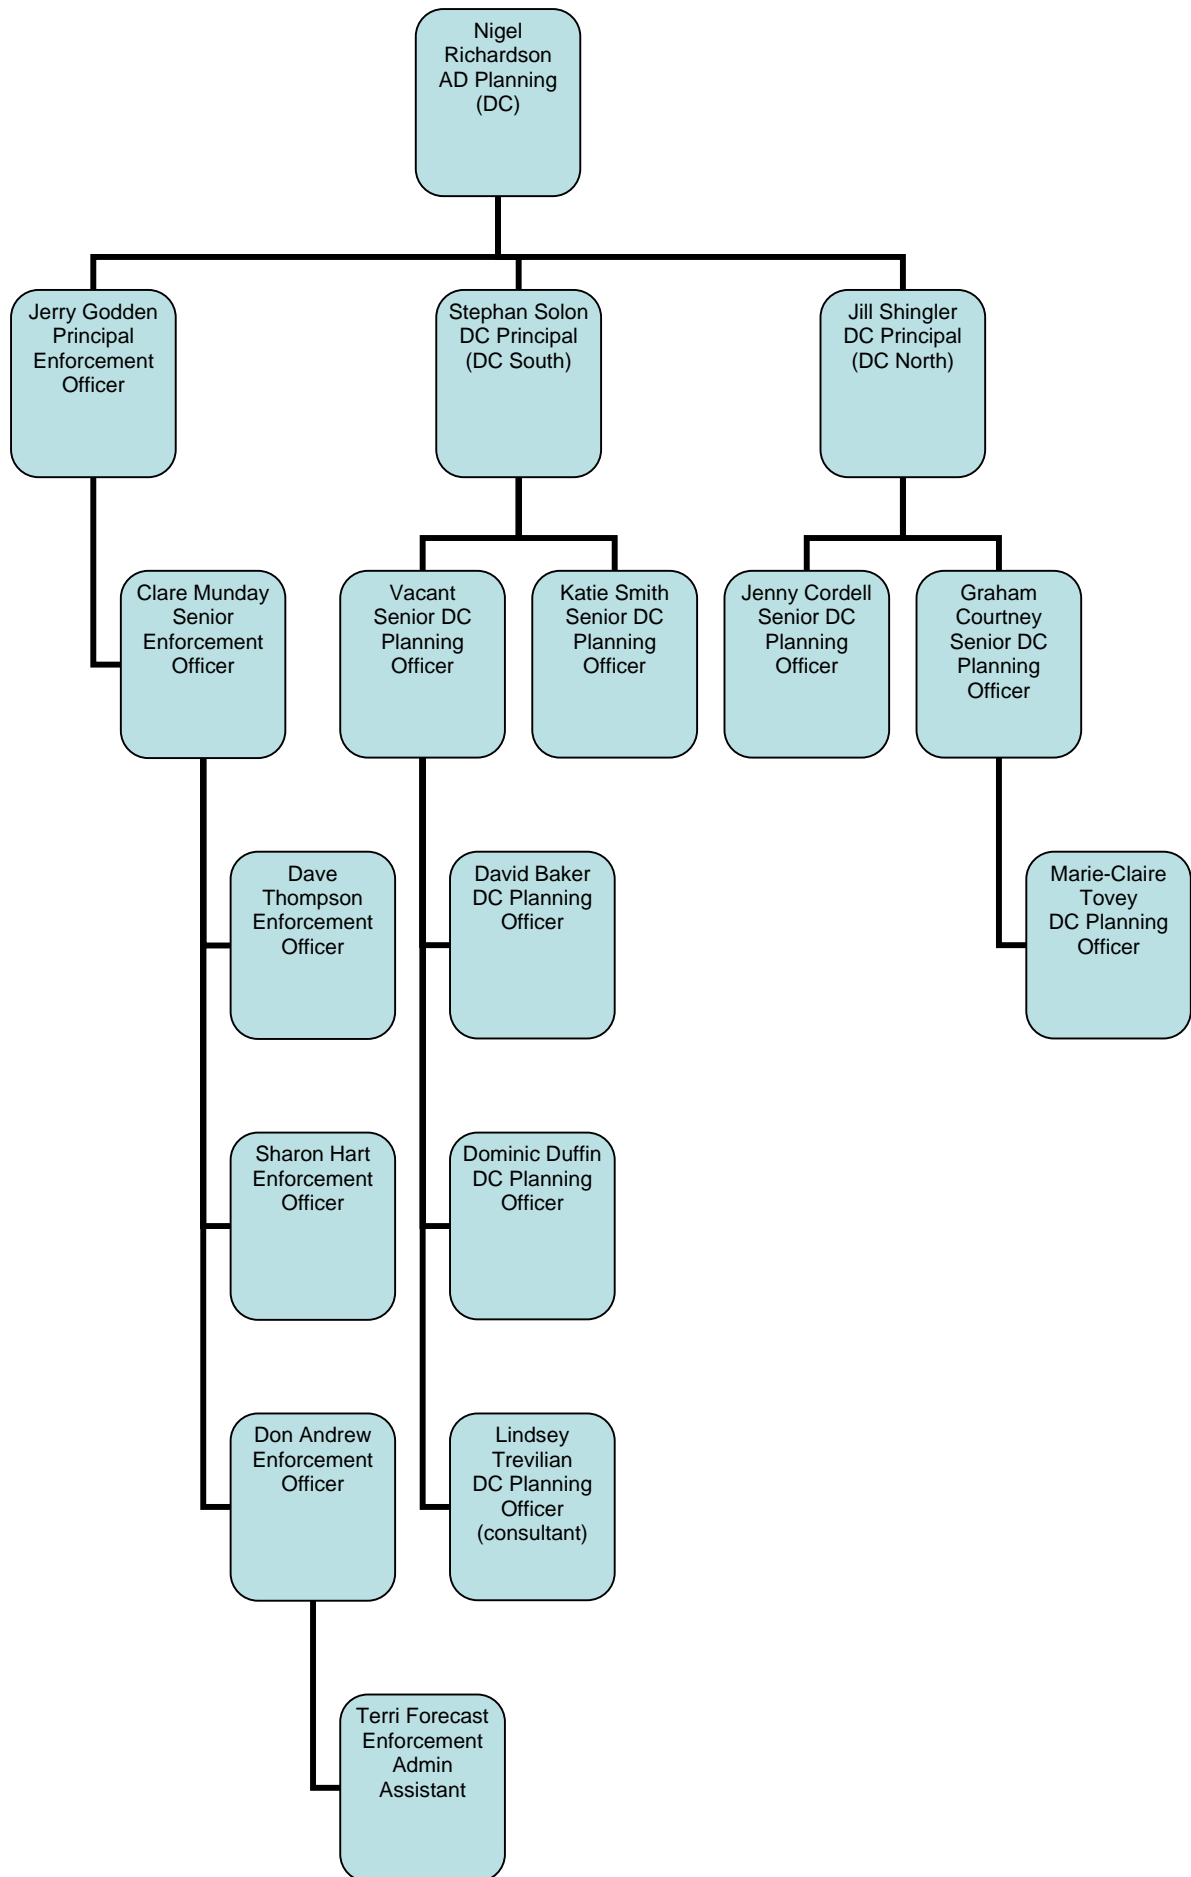 Nigel
Richardson
AD Planning
(DC)
Jerry Godden
Principal
Enforcement
Officer
Stephan Solon
DC Principal
(DC South)
Jill Shingler
DC Principal
(DC North)
Clare Munday
Senior
Enforcement
Officer
Vacant
Senior DC
Planning
Officer
Katie Smith
Senior DC
Planning
Officer
Jenny Cordell
Senior DC
Planning
Officer
Graham
Courtney
Senior DC
Planning
Officer
Dave
Thompson
Enforcement
Officer
David Baker
DC Planning
Officer
Marie-Claire
Tovey
DC Planning
Officer
Sharon Hart
Enforcement
Officer
Dominic Duffin
DC Planning
Officer
Don Andrew
Enforcement
Officer
Lindsey
Trevilian
DC Planning
Officer
(consultant)
Terri Forecast
Enforcement
Admin
Assistant